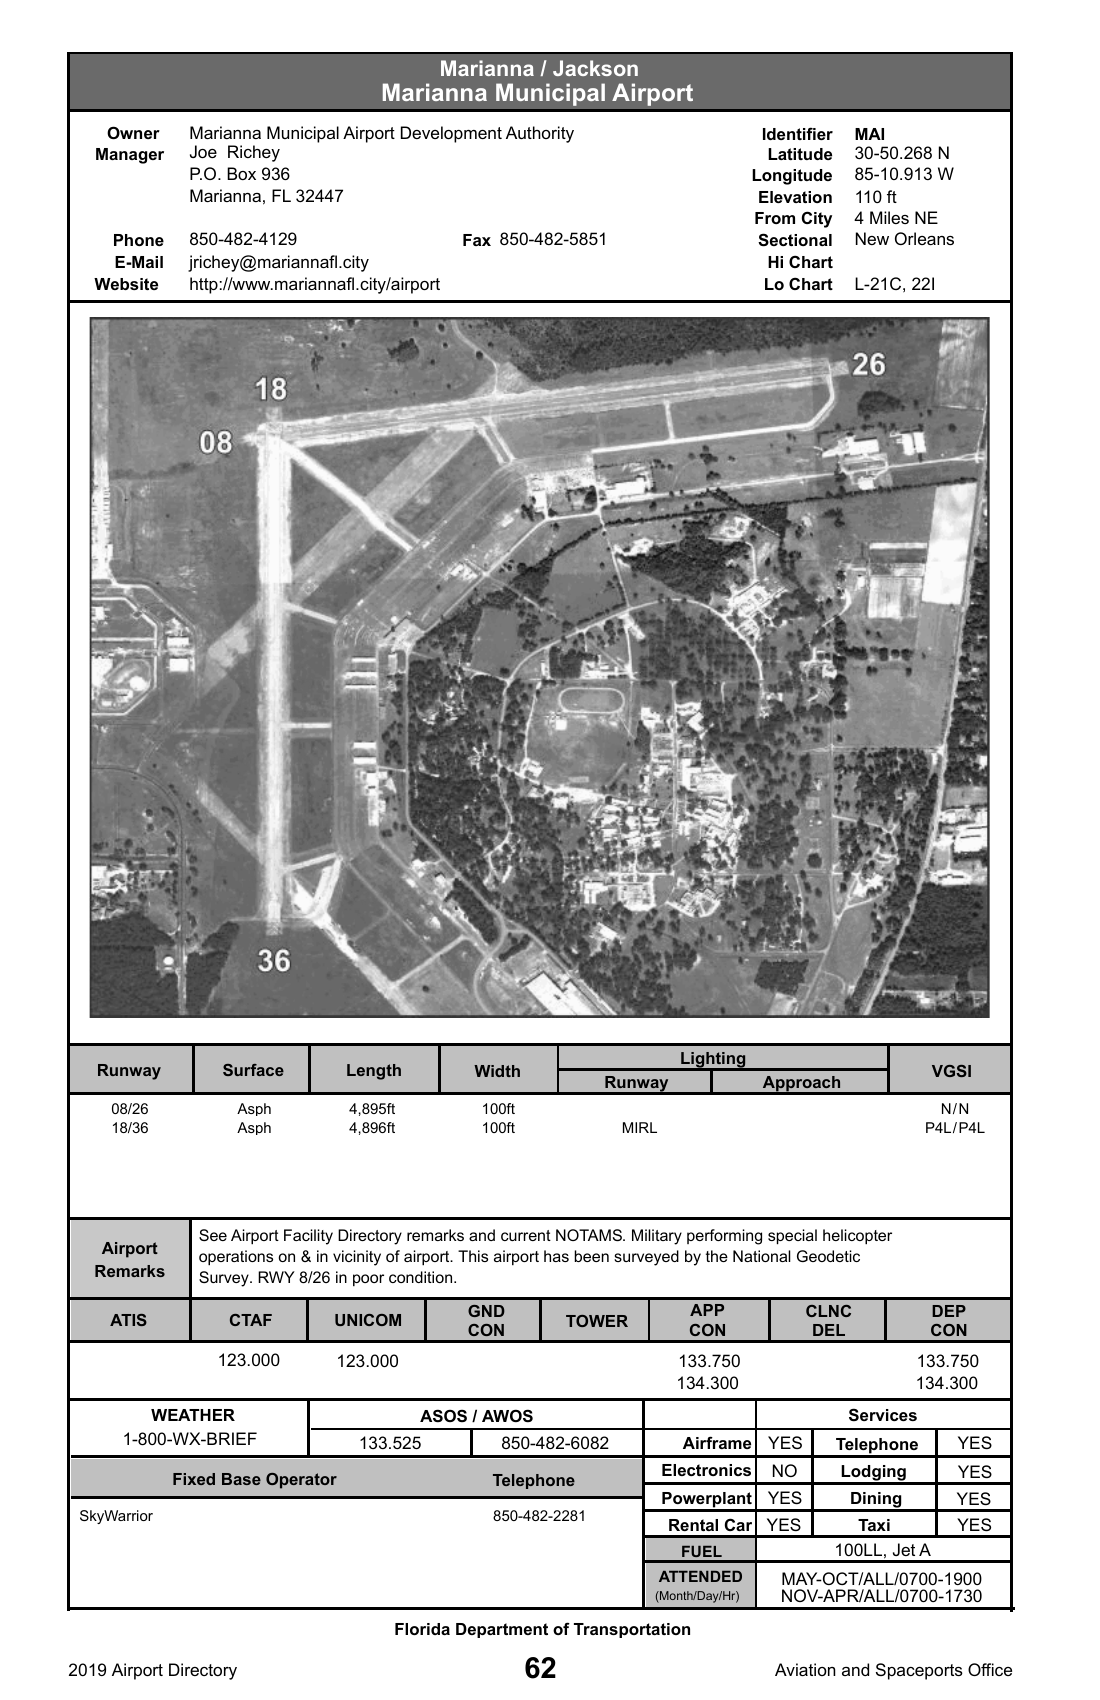 Marianna / Jackson
Marianna Municipal Airport
Owner Marianna Municipal Airport Development Authority
Manager Joe Richey
P.O. Box 936
Marianna, FL 32447
Phone 850-482-4129 Fax 850-482-5851
E-Mail jrichey@mariannafl.city
Website http://www.mariannafl.city/airport
Identifier MAI
Latitude 30-50.268 N
Longitude 85-10.913 W
Elevation 110 ft
From City 4 Miles NE
Sectional New Orleans
Hi Chart
Lo Chart L-21C, 22I
26
18
08
36
Runway Surface Length Width Lighting VGSI
Runway Approach
08/26 Asph 4,895ft 100ft N/N
18/36 Asph 4,896ft 100ft MIRL P4L/P4L
Airport Remarks
See Airport Facility Directory remarks and current NOTAMS. Military performing special helicopter
operations on & in vicinity of airport. This airport has been surveyed by the National Geodetic
Survey. RWY 8/26 in poor condition.
ATIS CTAF UNICOM GND CON TOWER APP CON CLNC DEL DEP CON
123.000 123.000 133.750 133.750
134.300 134.300
WEATHER ASOS / AWOS
1-800-WX-BRIEF 133.525 850-482-6082
Fixed Base Operator Telephone
SkyWarrior 850-482-2281
Services
Airframe YES Telephone YES
Electronics NO Lodging YES
Powerplant YES Dining YES
Rental Car YES Taxi YES
FUEL 100LL, Jet A
ATTENDED MAY-OCT/ALL/0700-1900
(Month/Day/Hr) NOV-APR/ALL/0700-1730
Florida Department of Transportation
2019 Airport Directory 62 Aviation and Spaceports Office